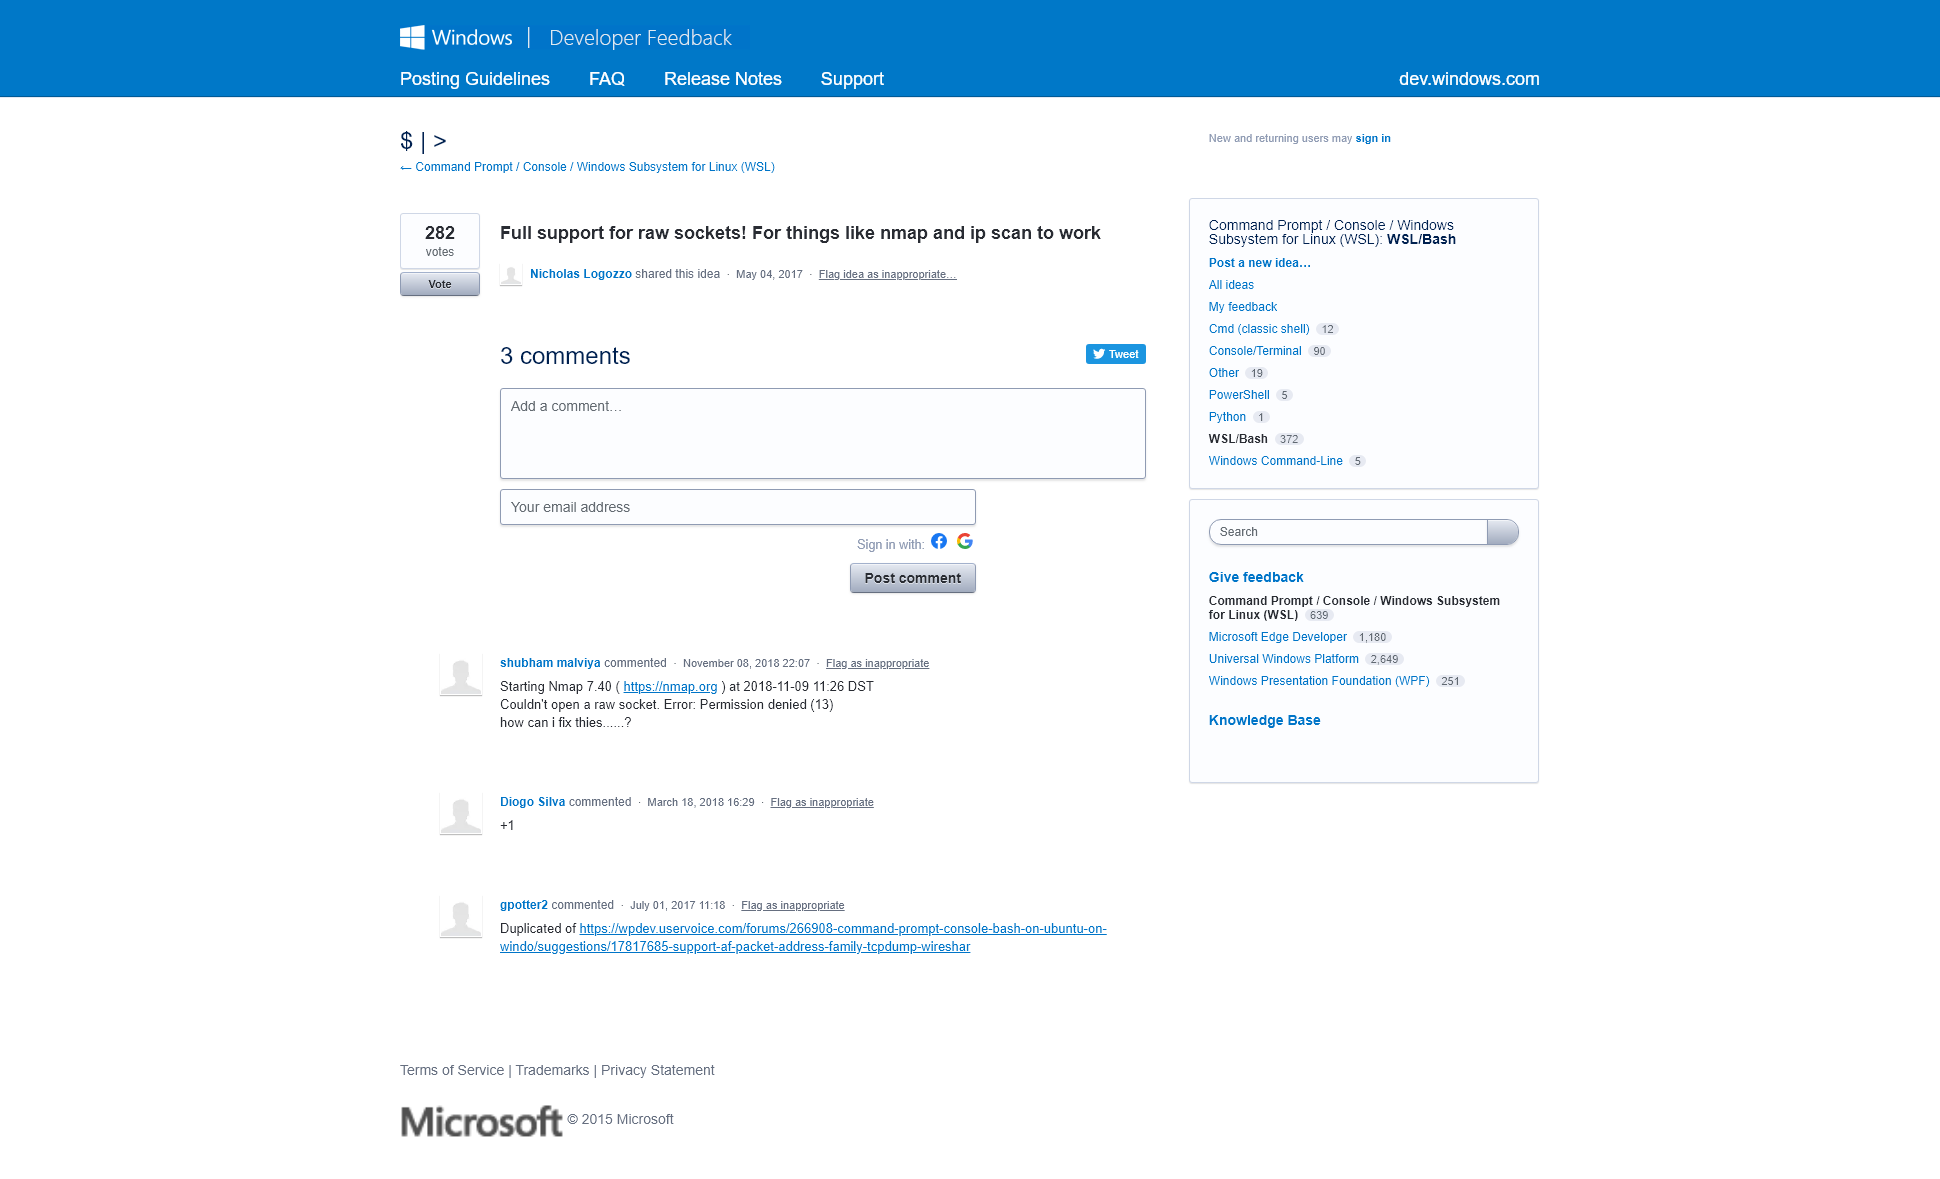 Windows | Developer Feedback
Posting Guidelines FAQ Release Notes Support dev.windows.com
$ | >
← Command Prompt / Console / Windows Subsystem for Linux (WSL)
New and returning users may sign in
282
votes
Vote
Full support for raw sockets! For things like nmap and ip scan to work
Nicholas Logozzo shared this idea · May 04, 2017 · Flag idea as inappropriate…
3 comments
Tweet
Add a comment…
Your email address
Sign in with:
Post comment
shubham malviya commented · November 08, 2018 22:07 · Flag as inappropriate
Starting Nmap 7.40 ( https://nmap.org ) at 2018-11-09 11:26 DST
Couldn't open a raw socket. Error: Permission denied (13)
how can i fix thies......?
Diogo Silva commented · March 18, 2018 16:29 · Flag as inappropriate
+1
gpotter2 commented · July 01, 2017 11:18 · Flag as inappropriate
Duplicated of https://wpdev.uservoice.com/forums/266908-command-prompt-console-bash-on-ubuntu-on-
windo/suggestions/17817685-support-af-packet-address-family-tcpdump-wireshar
Command Prompt / Console / Windows
Subsystem for Linux (WSL): WSL/Bash
Post a new idea…
All ideas
My feedback
Cmd (classic shell) 12
Console/Terminal 90
Other 19
PowerShell 5
Python 1
WSL/Bash 372
Windows Command-Line 5
Search
Give feedback
Command Prompt / Console / Windows Subsystem
for Linux (WSL) 639
Microsoft Edge Developer 1,180
Universal Windows Platform 2,649
Windows Presentation Foundation (WPF) 251
Knowledge Base
Terms of Service | Trademarks | Privacy Statement
Microsoft © 2015 Microsoft